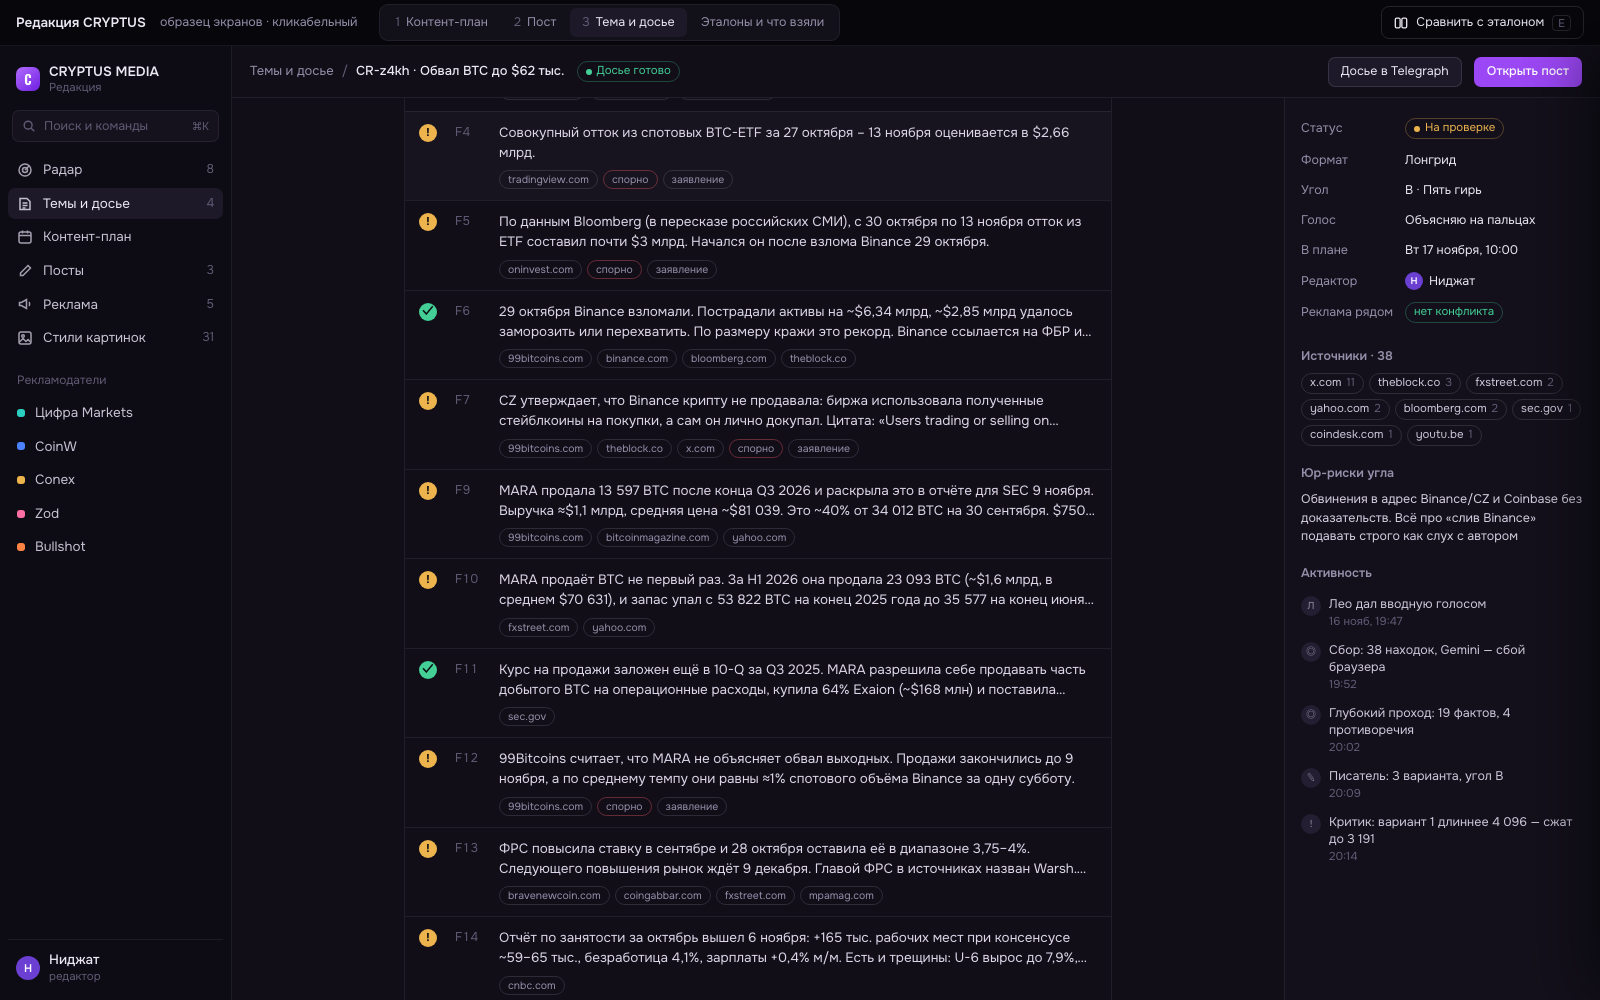 Редакция CRYPTUS образец экранов · кликабельный
1 Контент-план 2 Пост 3 Тема и досье Эталоны и что взяли
Сравнить с эталоном E
C CRYPTUS MEDIA
Редакция
Поиск и команды ⌘K
Радар 8
Темы и досье 4
Контент-план
Посты 3
Реклама 5
Стили картинок 31
Рекламодатели
Цифра Markets
CoinW
Conex
Zod
Bullshot
Н Ниджат
редактор
Темы и досье / CR-z4kh · Обвал BTC до $62 тыс. Досье готово
Досье в Telegraph Открыть пост
! F4 Совокупный отток из спотовых BTC-ETF за 27 октября – 13 ноября оценивается в $2,66
млрд.
tradingview.com спорно заявление
! F5 По данным Bloomberg (в пересказе российских СМИ), с 30 октября по 13 ноября отток из
ETF составил почти $3 млрд. Начался он после взлома Binance 29 октября.
oninvest.com спорно заявление
F6 29 октября Binance взломали. Пострадали активы на ~$6,34 млрд, ~$2,85 млрд удалось
заморозить или перехватить. По размеру кражи это рекорд. Binance ссылается на ФБР и…
99bitcoins.com binance.com bloomberg.com theblock.co
! F7 CZ утверждает, что Binance крипту не продавала: биржа использовала полученные
стейблкоины на покупки, а сам он лично докупал. Цитата: «Users trading or selling on…
99bitcoins.com theblock.co x.com спорно заявление
! F9 MARA продала 13 597 BTC после конца Q3 2026 и раскрыла это в отчёте для SEC 9 ноября.
Выручка ≈$1,1 млрд, средняя цена ~$81 039. Это ~40% от 34 012 BTC на 30 сентября. $750…
99bitcoins.com bitcoinmagazine.com yahoo.com
! F10 MARA продаёт BTC не первый раз. За H1 2026 она продала 23 093 BTC (~$1,6 млрд, в
среднем $70 631), и запас упал с 53 822 BTC на конец 2025 года до 35 577 на конец июня…
fxstreet.com yahoo.com
F11 Курс на продажи заложен ещё в 10-Q за Q3 2025. MARA разрешила себе продавать часть
добытого BTC на операционные расходы, купила 64% Exaion (~$168 млн) и поставила…
sec.gov
! F12 99Bitcoins считает, что MARA не объясняет обвал выходных. Продажи закончились до 9
ноября, а по среднему темпу они равны ≈1% спотового объёма Binance за одну субботу.
99bitcoins.com спорно заявление
! F13 ФРС повысила ставку в сентябре и 28 октября оставила её в диапазоне 3,75–4%.
Следующего повышения рынок ждёт 9 декабря. Главой ФРС в источниках назван Warsh.…
bravenewcoin.com coingabbar.com fxstreet.com mpamag.com
! F14 Отчёт по занятости за октябрь вышел 6 ноября: +165 тыс. рабочих мест при консенсусе
~59–65 тыс., безработица 4,1%, зарплаты +0,4% м/м. Есть и трещины: U-6 вырос до 7,9%,…
cnbc.com
Статус На проверке
Формат Лонгрид
Угол B · Пять гирь
Голос Объясняю на пальцах
В плане Вт 17 ноября, 10:00
Редактор Н Ниджат
Реклама рядом нет конфликта
Источники · 38
x.com 11 theblock.co 3 fxstreet.com 2
yahoo.com 2 bloomberg.com 2 sec.gov 1
coindesk.com 1 youtu.be 1
Юр-риски угла
Обвинения в адрес Binance/CZ и Coinbase без
доказательств. Всё про «слив Binance»
подавать строго как слух с автором
Активность
Л Лео дал вводную голосом
16 нояб, 19:47
Сбор: 38 находок, Gemini — сбой
браузера
19:52
Глубокий проход: 19 фактов, 4
противоречия
20:02
Писатель: 3 варианта, угол B
20:09
! Критик: вариант 1 длиннее 4 096 — сжат
до 3 191
20:14